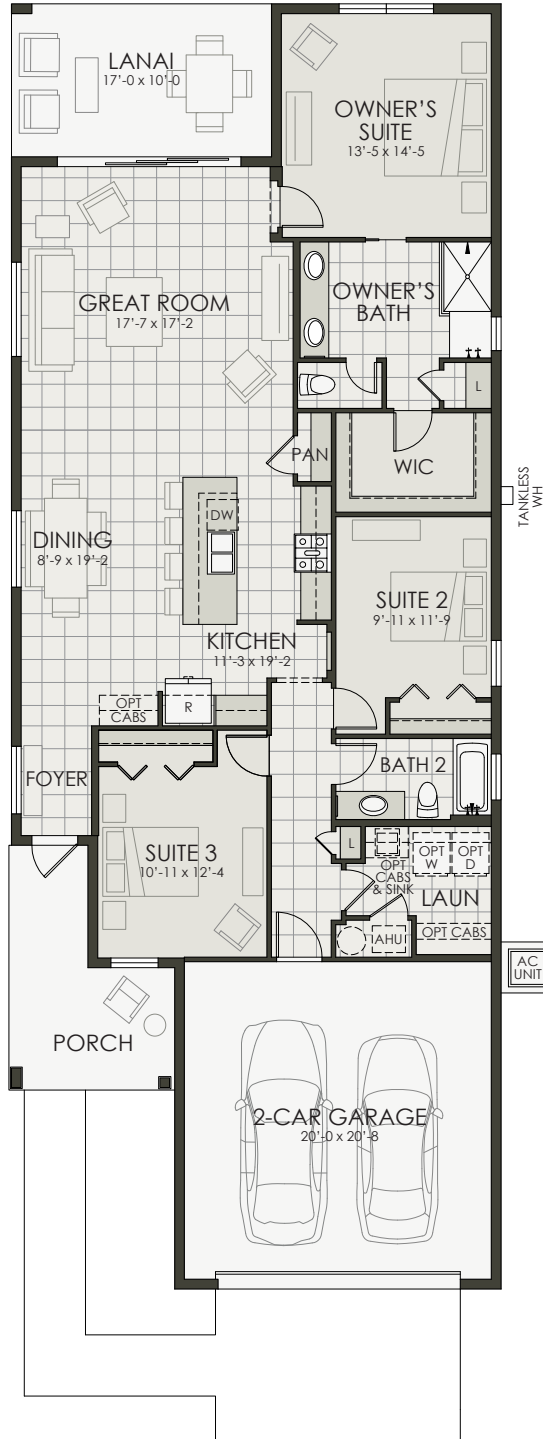 LANAI
17'-0 x 10'-0
OWNER'S
SUITE
13'-5 x 14'-5
GREAT ROOM
17'-7 x 17'-2
OWNER'S
BATH
L
PAN
WIC
TANKLESS
WH
DW
DINING
8'-9 x 19'-2
SUITE 2
9'-11 x 11'-9
KITCHEN
11'-3 x 19'-2
OPT
CABS
R
FOYER
BATH 2
SUITE 3
10'-11 x 12'-4
L
OPT
CABS
& SINK
OPT
W
OPT
D
LAUN
AHU
OPT CABS
AC
UNIT
PORCH
2-CAR GARAGE
20'-0 x 20'-8